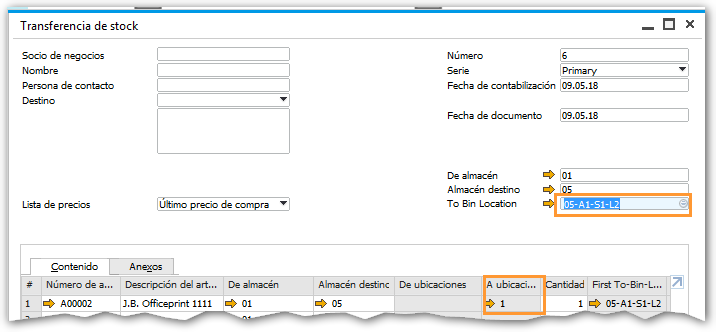 Transferencia de stock
Socio de negocios
Nombre
Persona de contacto
Destino
Número 6
Serie Primary
Fecha de contabilización 09.05.18
Fecha de documento 09.05.18
De almacén 01
Almacén destino 05
Lista de precios Último precio de compra
To Bin Location 05-A1-S1-L2
Contenido Anexos
# Número de a... Descripción del art... De almacén Almacén destino De ubicaciones A ubicaci... Cantidad First To-Bin-L...
1 A00002 J.B. Officeprint 1111 01 05 1 1 05-A1-S1-L2